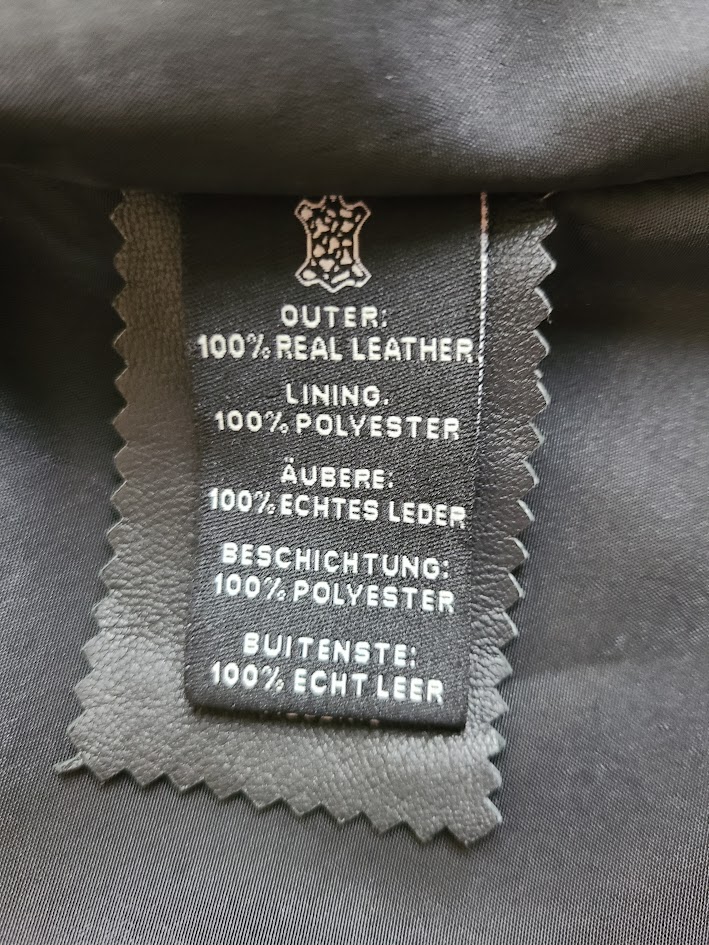 OUTER:
100% REAL LEATHER
LINING.
100% POLYESTER
ÄUBERE:
100% ECHTES LEDER
BESCHICHTUNG:
100% POLYESTER
BUITENSTE:
100% ECHT LEER